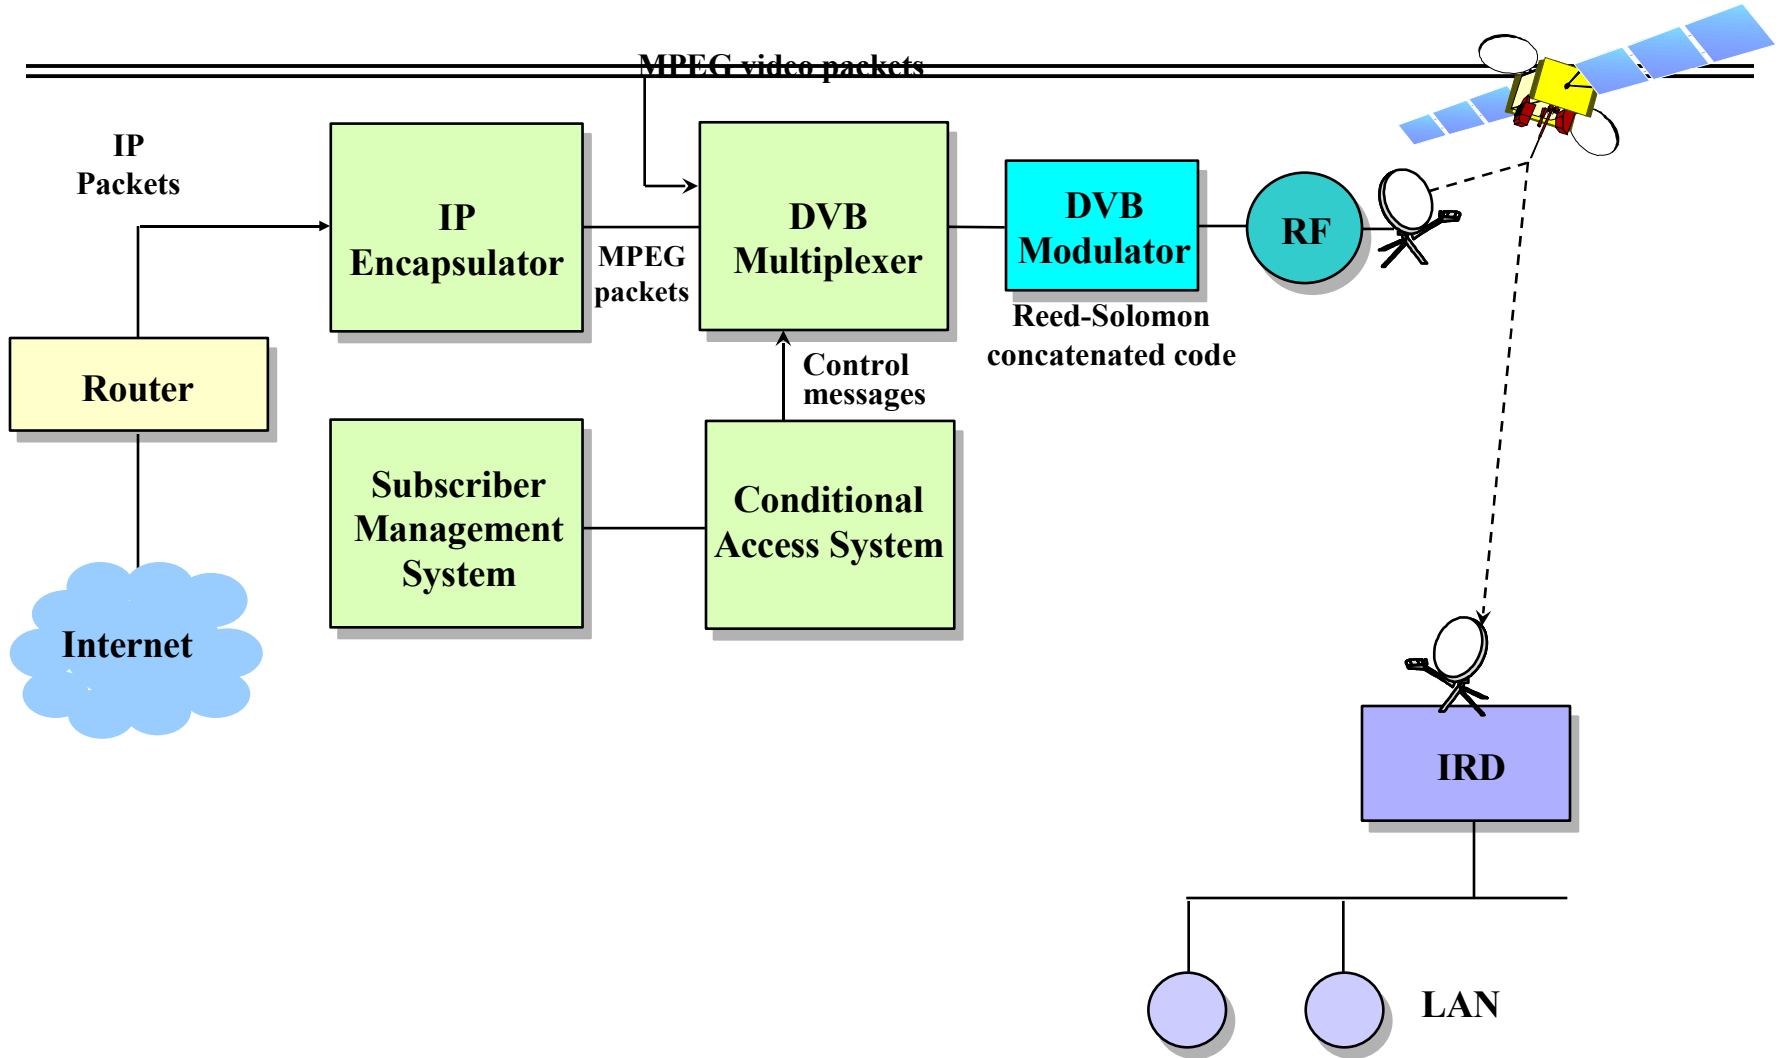 MPEG video packets
IP
Packets
IP
Encapsulator
MPEG
packets
DVB
Multiplexer
DVB
Modulator
Reed-Solomon
concatenated code
RF
Router
Control
messages
Subscriber
Management
System
Conditional
Access System
Internet
IRD
LAN